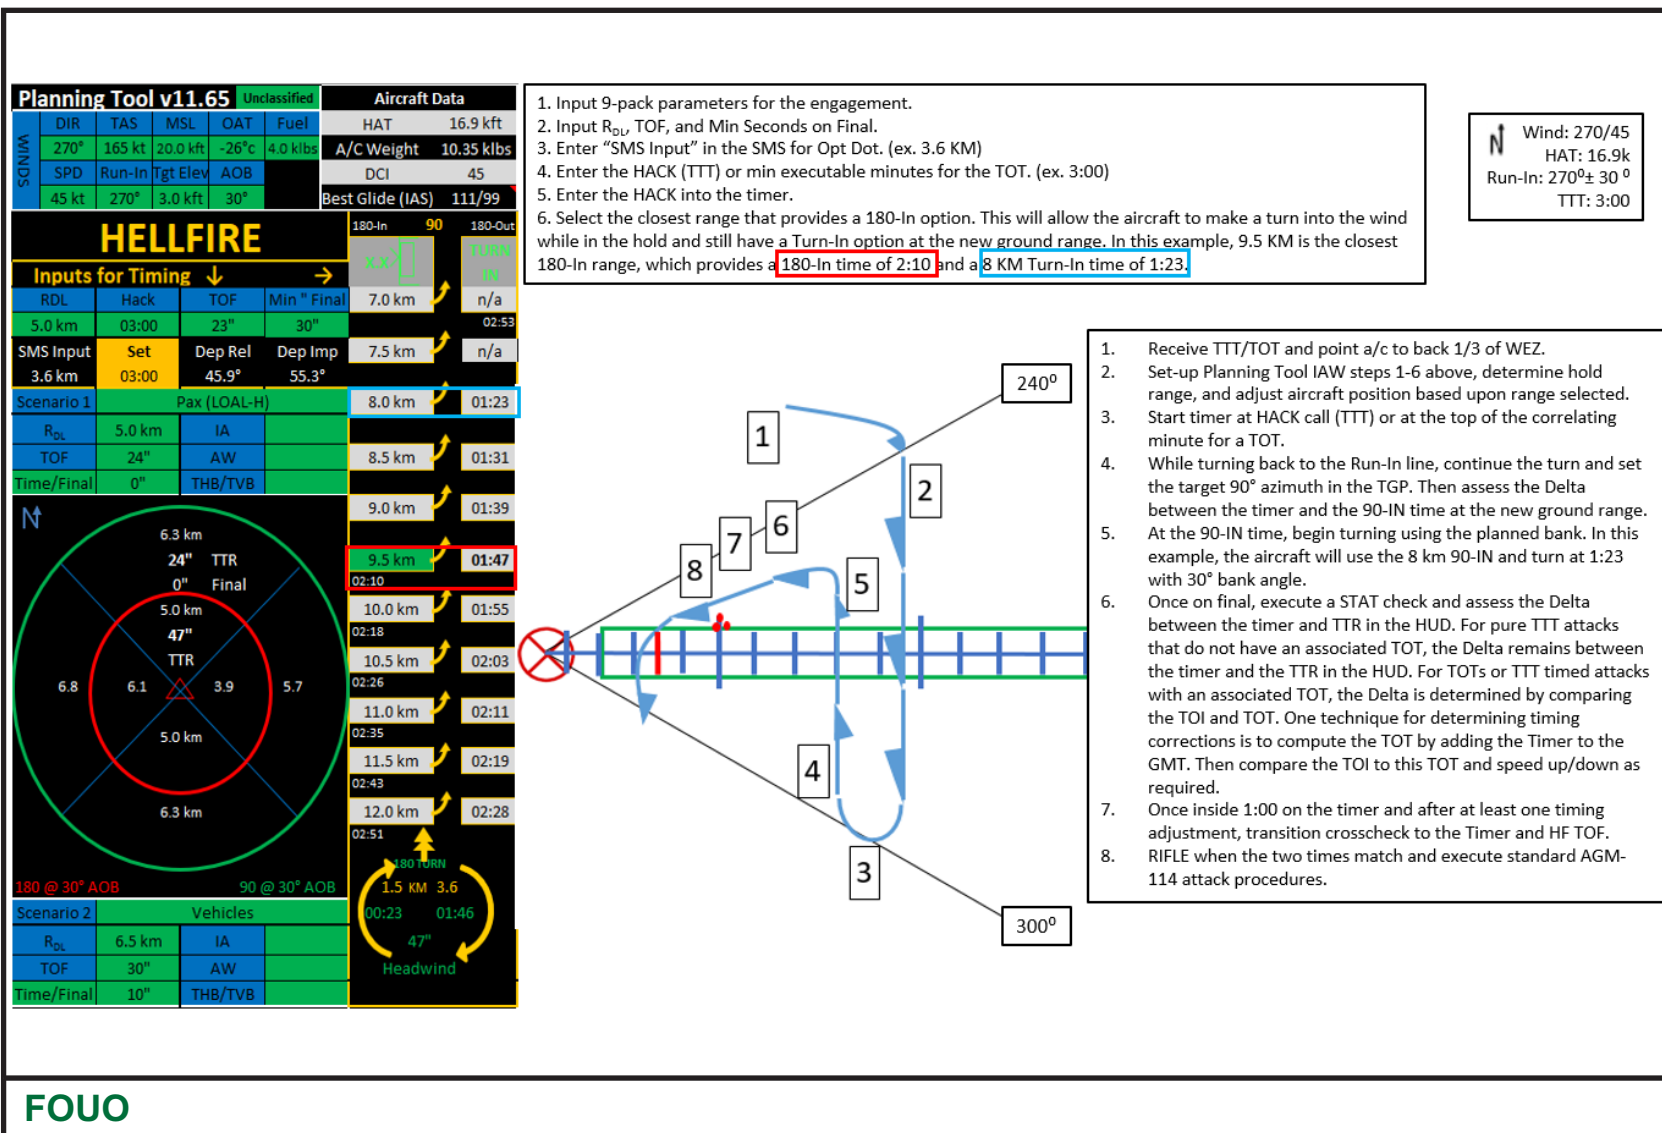 Planning Tool v11.65 Unclassified Aircraft Data
WINDS
DIR TAS MSL OAT Fuel HAT 16.9 kft
270° 165 kt 20.0 kft -26°c 4.0 klbs A/C Weight 10.35 klbs
SPD Run-In Tgt Elev AOB DCI 45
45 kt 270° 3.0 kft 30° Best Glide (IAS) 111/99
HELLFIRE
180-In 90 180-Out
X.X TURN
IN
Inputs for Timing ↓ →
RDL Hack TOF Min " Final 7.0 km n/a
5.0 km 03:00 23" 30" 02:53
SMS Input Set Dep Rel Dep Imp 7.5 km n/a
3.6 km 03:00 45.9° 55.3°
Scenario 1 Pax (LOAL-H) 8.0 km 01:23
RDL 5.0 km IA
TOF 24" AW 8.5 km 01:31
Time/Final 0" THB/TVB
N
9.0 km 01:39
6.3 km
24" TTR
0" Final
9.5 km 01:47
02:10
5.0 km
47"
TTR
10.0 km 01:55
02:18
6.8 6.1 3.9 5.7
10.5 km 02:03
02:26
5.0 km
11.0 km 02:11
02:35
11.5 km 02:19
02:43
6.3 km
12.0 km 02:28
02:51
180 @ 30° AOB 90 @ 30° AOB
180 TURN
1.5 KM 3.6
00:23 01:46
47"
Headwind
Scenario 2 Vehicles
RDL 6.5 km IA
TOF 30" AW
Time/Final 10" THB/TVB
1. Input 9-pack parameters for the engagement.
2. Input RDL, TOF, and Min Seconds on Final.
3. Enter “SMS Input” in the SMS for Opt Dot. (ex. 3.6 KM)
4. Enter the HACK (TTT) or min executable minutes for the TOT. (ex. 3:00)
5. Enter the HACK into the timer.
6. Select the closest range that provides a 180-In option. This will allow the aircraft to make a turn into the wind
while in the hold and still have a Turn-In option at the new ground range. In this example, 9.5 KM is the closest
180-In range, which provides a 180-In time of 2:10 and a 8 KM Turn-In time of 1:23.
N
Wind: 270/45
HAT: 16.9k
Run-In: 270⁰± 30 ⁰
TTT: 3:00
240⁰
1
2
6
7
8
5
4
3
300⁰
1. Receive TTT/TOT and point a/c to back 1/3 of WEZ.
2. Set-up Planning Tool IAW steps 1-6 above, determine hold
range, and adjust aircraft position based upon range selected.
3. Start timer at HACK call (TTT) or at the top of the correlating
minute for a TOT.
4. While turning back to the Run-In line, continue the turn and set
the target 90° azimuth in the TGP. Then assess the Delta
between the timer and the 90-IN time at the new ground range.
5. At the 90-IN time, begin turning using the planned bank. In this
example, the aircraft will use the 8 km 90-IN and turn at 1:23
with 30° bank angle.
6. Once on final, execute a STAT check and assess the Delta
between the timer and TTR in the HUD. For pure TTT attacks
that do not have an associated TOT, the Delta remains between
the timer and the TTR in the HUD. For TOTs or TTT timed attacks
with an associated TOT, the Delta is determined by comparing
the TOI and TOT. One technique for determining timing
corrections is to compute the TOT by adding the Timer to the
GMT. Then compare the TOI to this TOT and speed up/down as
required.
7. Once inside 1:00 on the timer and after at least one timing
adjustment, transition crosscheck to the Timer and HF TOF.
8. RIFLE when the two times match and execute standard AGM-
114 attack procedures.
FOUO